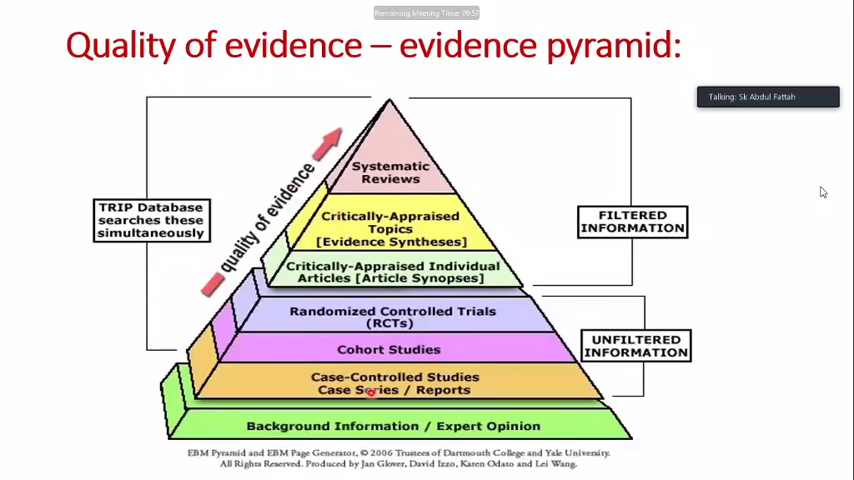 Remaining Meeting Time: 09:57
Quality of evidence – evidence pyramid:
Talking: Sk Abdul Fattah
quality of evidence
Systematic
Reviews
TRIP Database
searches these
simultaneously
Critically-Appraised
Topics
[Evidence Syntheses]
FILTERED
INFORMATION
Critically-Appraised Individual
Articles [Article Synopses]
Randomized Controlled Trials
(RCTs)
UNFILTERED
INFORMATION
Cohort Studies
Case-Controlled Studies
Case Series / Reports
Background Information / Expert Opinion
EBM Pyramid and EBM Page Generator, © 2006 Trustees of Dartmouth College and Yale University.
All Rights Reserved. Produced by Jan Glover, David Izzo, Karen Odato and Lei Wang.